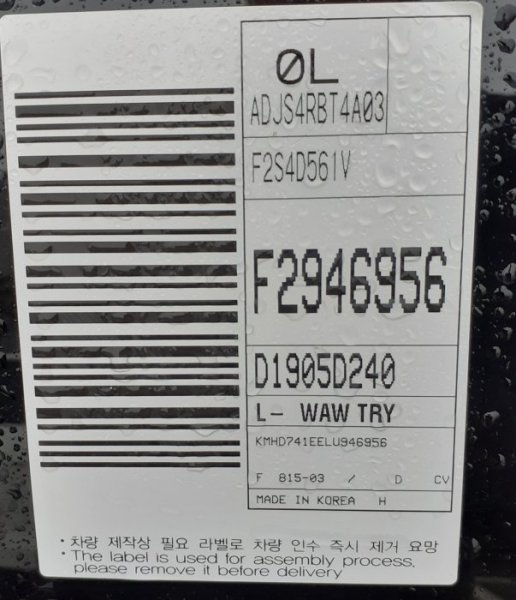 0L
ADJS4RBT4A03
F2S4D561V
F2946956
D1905D240
L- WAW TRY
KMHD741EELU946956
F 815-03 / D CV
MADE IN KOREA H
· 차량 제작상 필요 라벨로 차량 인수 즉시 제거 요망
· The label is used for assembly process,
please remove it before delivery